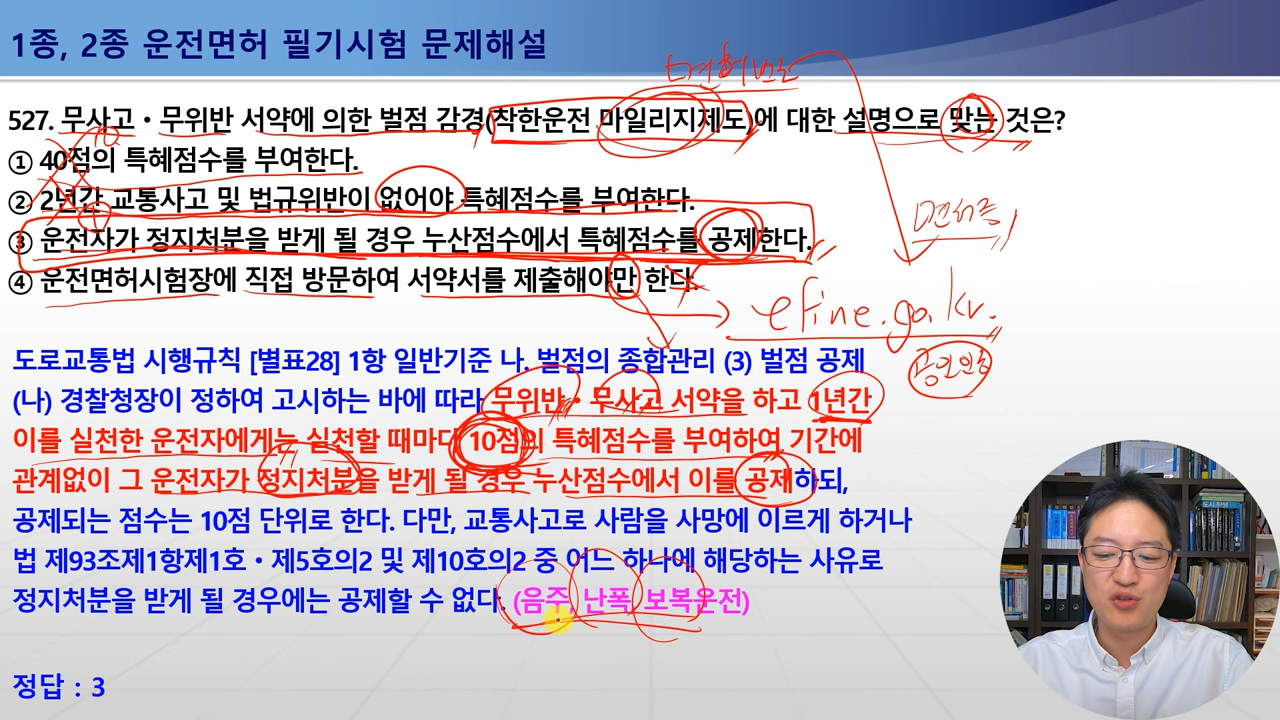 1종, 2종 운전면허 필기시험 문제해설
면허번호
527. 무사고・무위반 서약에 의한 벌점 감경(착한운전 마일리지제도)에 대한 설명으로 맞는 것은?
10
① 40점의 특혜점수를 부여한다.
② 2년간 교통사고 및 법규위반이 없어야 특혜점수를 부여한다.
1
면허증
③ 운전자가 정지처분을 받게 될 경우 누산점수에서 특혜점수를 공제한다.
④ 운전면허시험장에 직접 방문하여 서약서를 제출해야만 한다.
efine.go.kr.
도로교통법 시행규칙 [별표28] 1항 일반기준 나. 벌점의 종합관리 (3) 벌점 공제
공인인증
(나) 경찰청장이 정하여 고시하는 바에 따라 무위반・무사고 서약을 하고 1년간
이를 실천한 운전자에게는 실천할 때마다 10점의 특혜점수를 부여하여 기간에
관계없이 그 운전자가 정지처분을 받게 될 경우 누산점수에서 이를 공제하되,
공제되는 점수는 10점 단위로 한다. 다만, 교통사고로 사람을 사망에 이르게 하거나
법 제93조제1항제1호・제5호의2 및 제10호의2 중 어느 하나에 해당하는 사유로
정지처분을 받게 될 경우에는 공제할 수 없다. (음주 난폭 보복운전)
정답 : 3